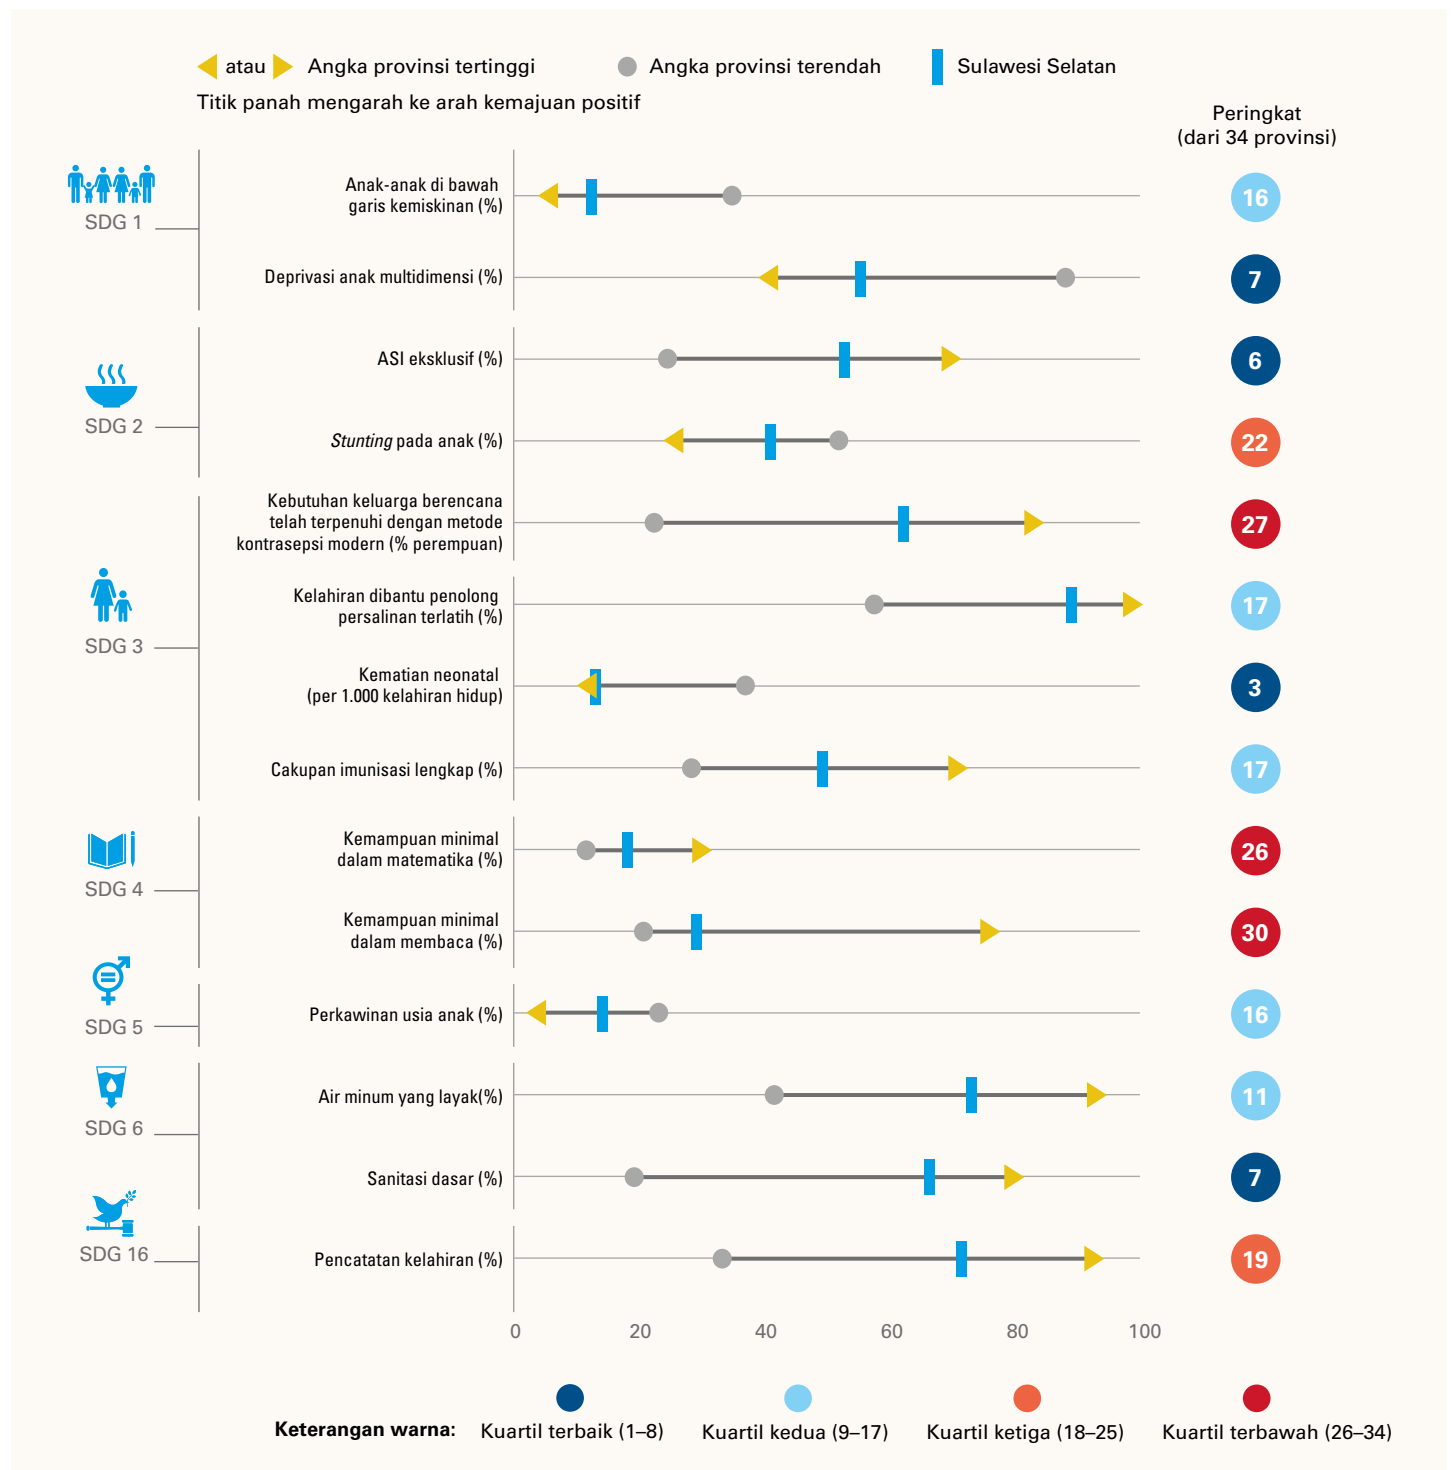 atau Angka provinsi tertinggi Angka provinsi terendah Sulawesi Selatan
Titik panah mengarah ke arah kemajuan positif
Peringkat
(dari 34 provinsi)
SDG 1
Anak-anak di bawah
garis kemiskinan (%)
16
Deprivasi anak multidimensi (%)
7
SDG 2
ASI eksklusif (%)
6
Stunting pada anak (%)
22
SDG 3
Kebutuhan keluarga berencana
telah terpenuhi dengan metode
kontrasepsi modern (% perempuan)
27
Kelahiran dibantu penolong
persalinan terlatih (%)
17
Kematian neonatal
(per 1.000 kelahiran hidup)
3
Cakupan imunisasi lengkap (%)
17
SDG 4
Kemampuan minimal
dalam matematika (%)
26
Kemampuan minimal
dalam membaca (%)
30
SDG 5
Perkawinan usia anak (%)
16
SDG 6
Air minum yang layak(%)
11
Sanitasi dasar (%)
7
SDG 16
Pencatatan kelahiran (%)
19
0 20 40 60 80 100
Keterangan warna: Kuartil terbaik (1–8) Kuartil kedua (9–17) Kuartil ketiga (18–25) Kuartil terbawah (26–34)